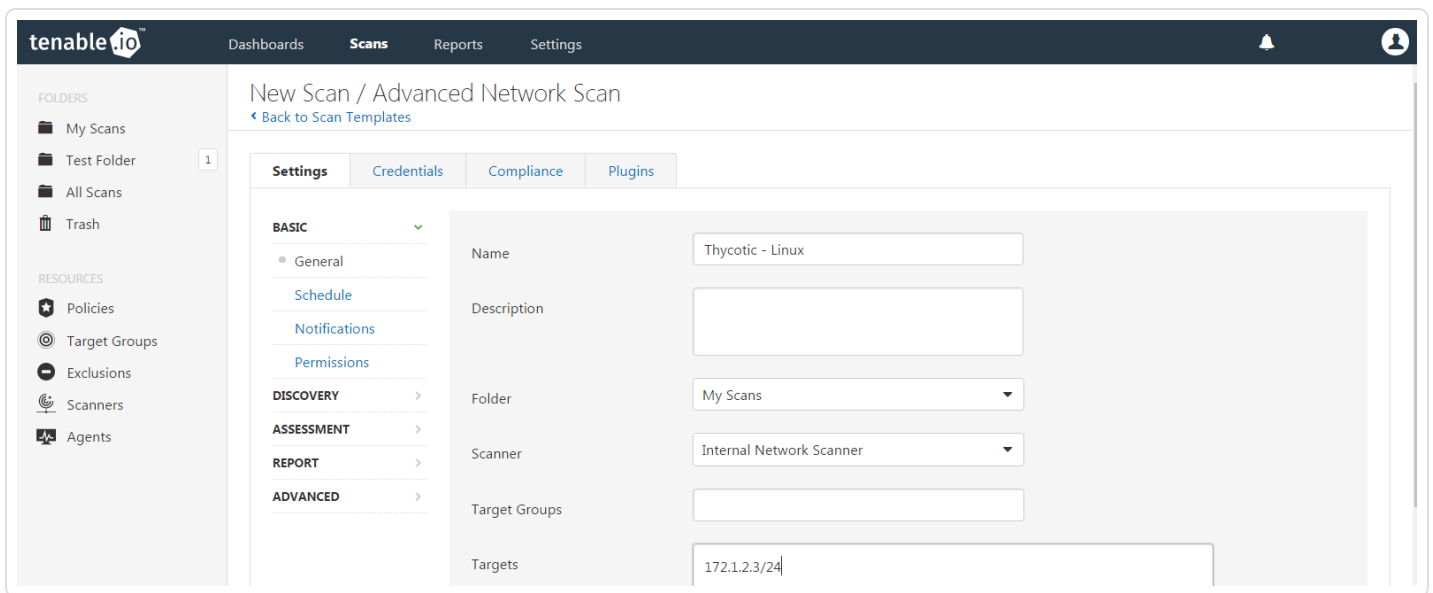 tenable.io™
Dashboards Scans Reports Settings
FOLDERS
My Scans
Test Folder 1
All Scans
Trash
RESOURCES
Policies
Target Groups
Exclusions
Scanners
Agents
New Scan / Advanced Network Scan
Back to Scan Templates
Settings Credentials Compliance Plugins
BASIC
General
Schedule
Notifications
Permissions
DISCOVERY
ASSESSMENT
REPORT
ADVANCED
Name Thycotic - Linux
Description
Folder My Scans
Scanner Internal Network Scanner
Target Groups
Targets 172.1.2.3/24